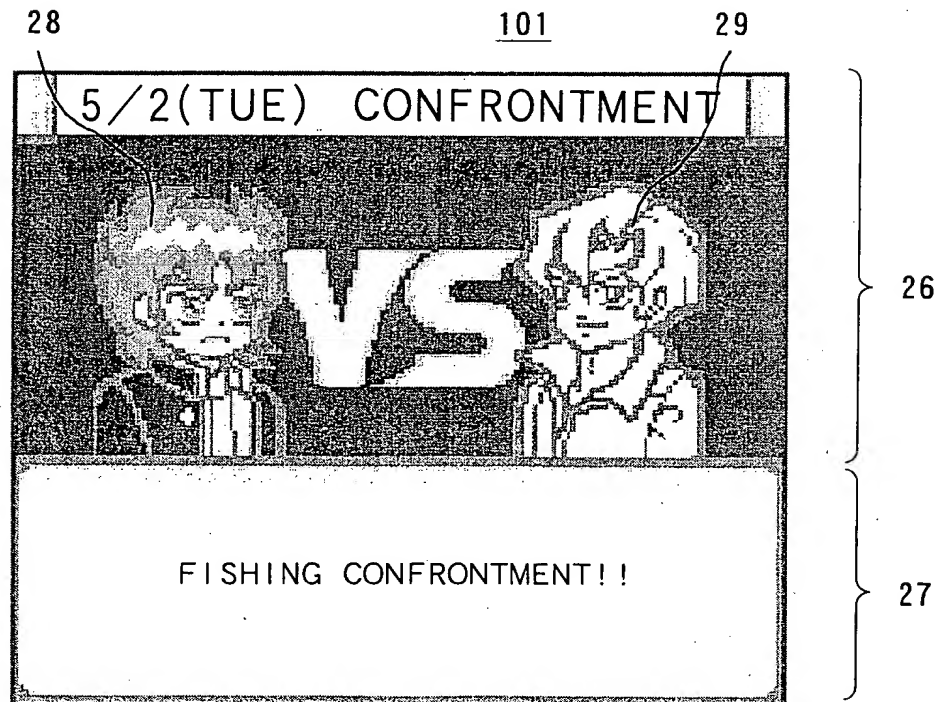 28 101 29
5/2(TUE) CONFRONTMENT
VS
26
FISHING CONFRONTMENT!!
27